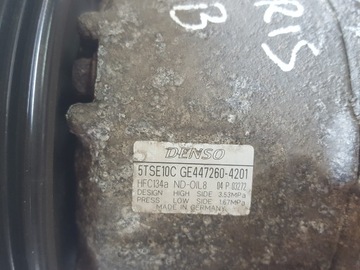 RIS
B
DENSO
5TSE10C GE447260-4201
HFC134a ND-OIL8 04 P 03272
DESIGN HIGH SIDE 3.53MPa
PRESS LOW SIDE 1.67MPa
MADE IN GERMANY